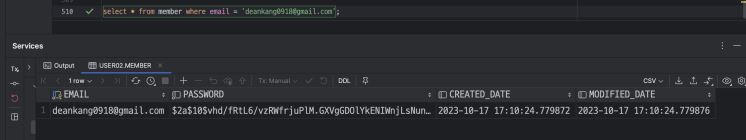 510 select * from member where email = 'deankang0918@gmail.com';
Services
Tx
Output USER02.MEMBER
1 row Tx: Manual DDL CSV
EMAIL PASSWORD CREATED_DATE MODIFIED_DATE
1 deankang0918@gmail.com $2a$10$vhd/fRtL6/vzRWfrjuPlM.GXVgGDOlYkENIWnjLsNun… 2023-10-17 17:10:24.779872 2023-10-17 17:10:24.779876